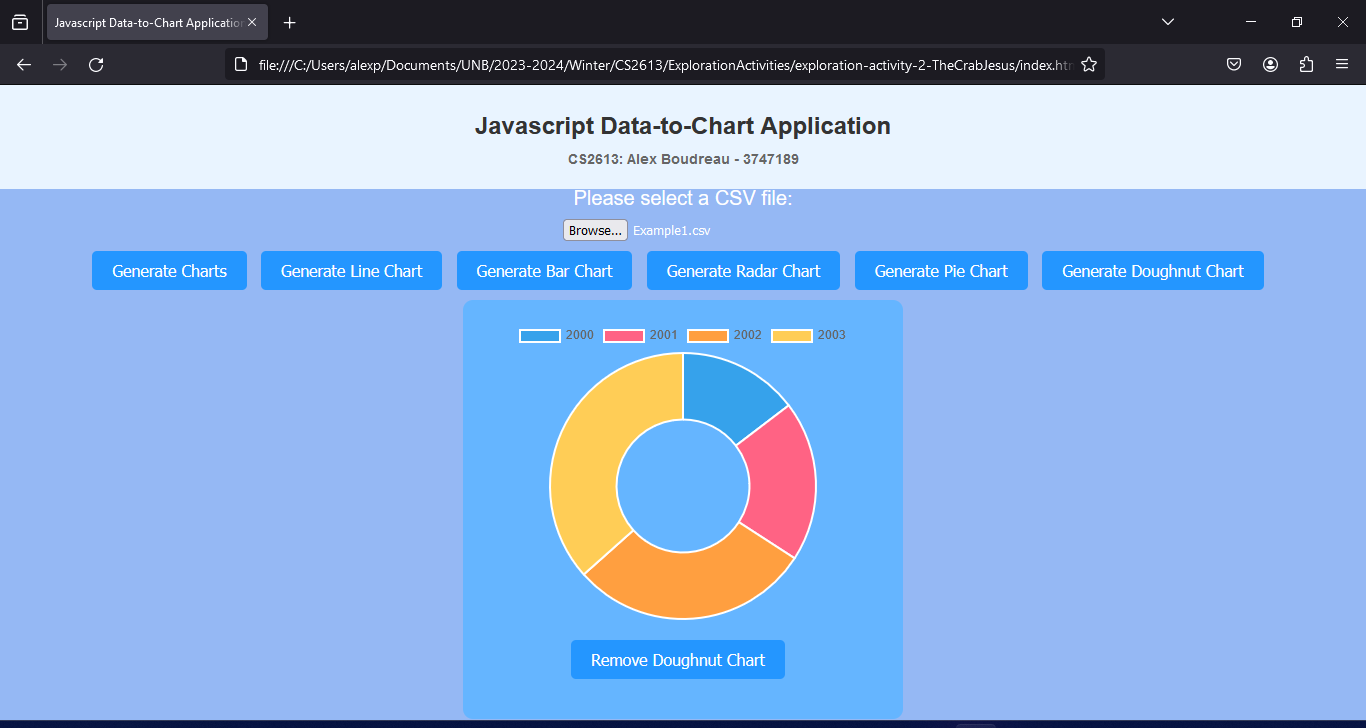 Javascript Data-to-Chart Application
file:///C:/Users/alexp/Documents/UNB/2023-2024/Winter/CS2613/ExplorationActivities/exploration-activity-2-TheCrabJesus/index.htm
Javascript Data-to-Chart Application
CS2613: Alex Boudreau - 3747189
Please select a CSV file:
Browse... Example1.csv
Generate Charts Generate Line Chart Generate Bar Chart Generate Radar Chart Generate Pie Chart Generate Doughnut Chart
2000 2001 2002 2003
Remove Doughnut Chart